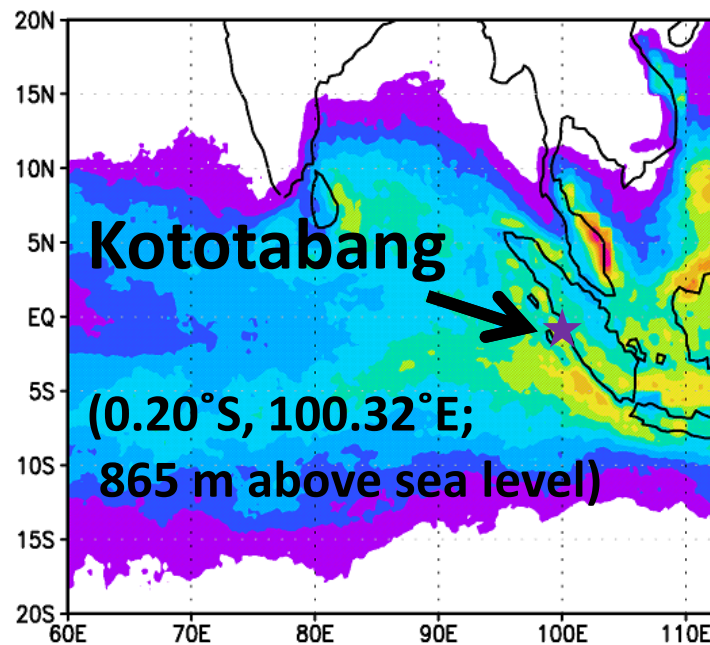 20N
15N
10N
5N
Kototabang
EQ
5S
(0.20˚S, 100.32˚E;
10S
865 m above sea level)
15S
20S
60E 70E 80E 90E 100E 110E